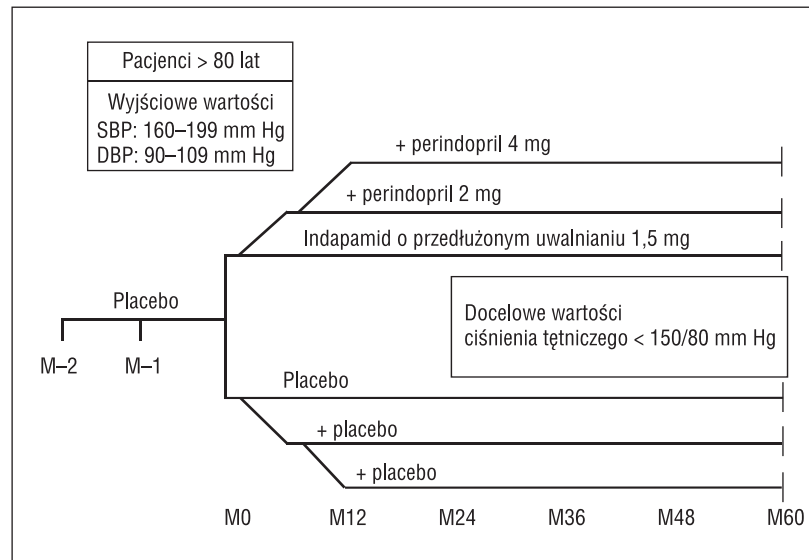 Pacjenci > 80 lat
Wyjściowe wartości
SBP: 160–199 mm Hg
DBP: 90–109 mm Hg
+ perindopril 4 mg
+ perindopril 2 mg
Indapamid o przedłużonym uwalnianiu 1,5 mg
Placebo
M–2
M–1
Docelowe wartości
ciśnienia tętniczego < 150/80 mm Hg
Placebo
+ placebo
+ placebo
M0 M12 M24 M36 M48 M60